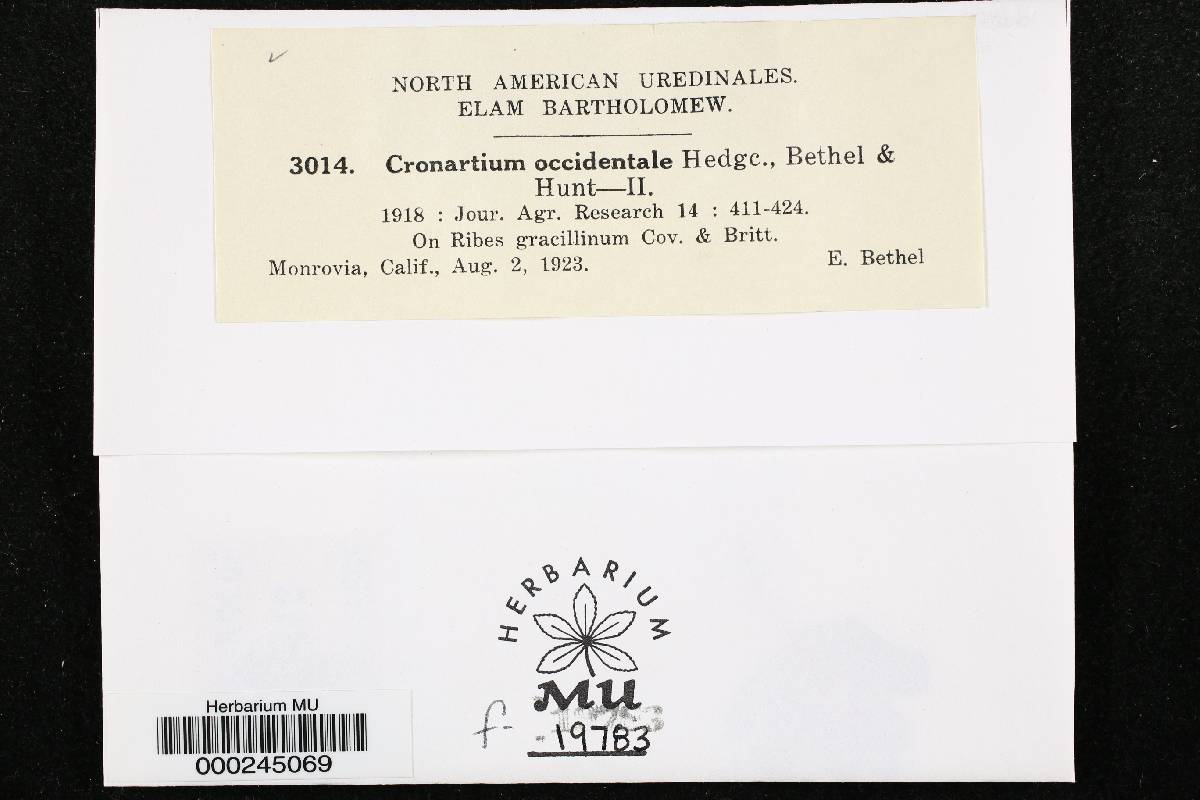 NORTH AMERICAN UREDINALES.
ELAM BARTHOLOMEW.
3014. Cronartium occidentale Hedgc., Bethel &
Hunt—II.
1918 : Jour. Agr. Research 14 : 411-424.
On Ribes gracillinum Cov. & Britt.
Monrovia, Calif., Aug. 2, 1923. E. Bethel
HERBARIUM
MU
f-
19783
Herbarium MU
000245069